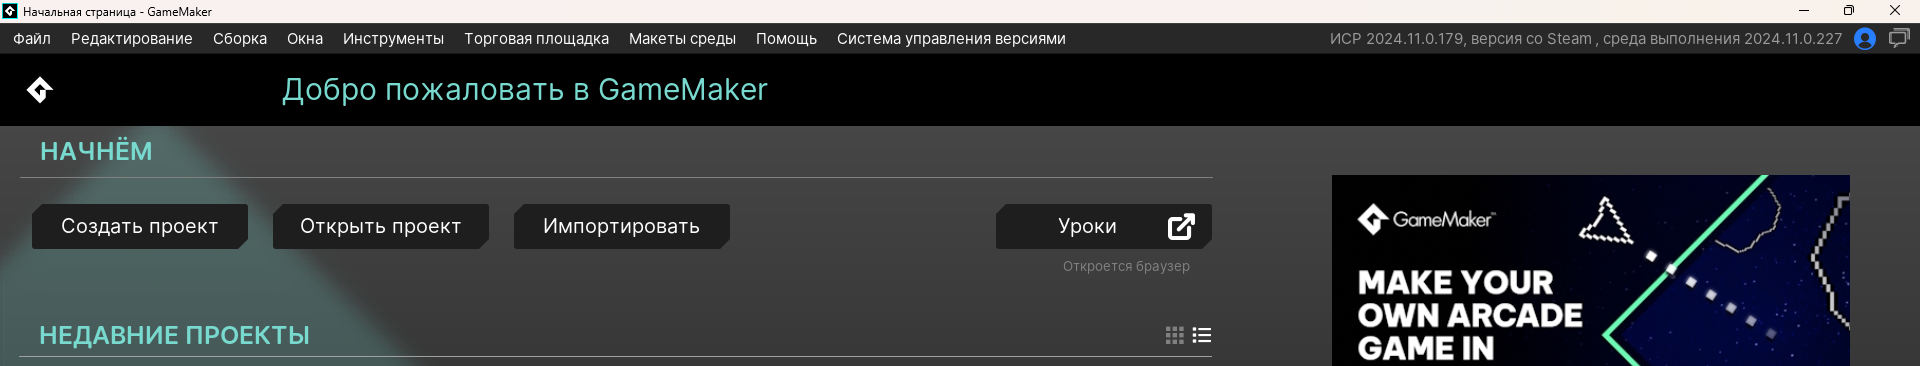 Начальная страница - GameMaker
Файл Редактирование Сборка Окна Инструменты Торговая площадка Макеты среды Помощь Система управления версиями ИСР 2024.11.0.179, версия со Steam , среда выполнения 2024.11.0.227
Добро пожаловать в GameMaker
НАЧНЁМ
Создать проект Открыть проект Импортировать Уроки
Откроется браузер
НЕДАВНИЕ ПРОЕКТЫ
GameMaker™
MAKE YOUR
OWN ARCADE
GAME IN